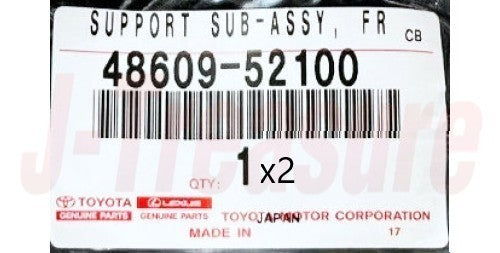 SUPPORT SUB-ASSY, FR CB
48609-52100
J-Treasure
QTY: 1 x2
TOYOTA LEXUS
GENUINE PARTS GENUINE PARTS TOYOTA MOTOR CORPORATION
MADE IN JAPAN 17